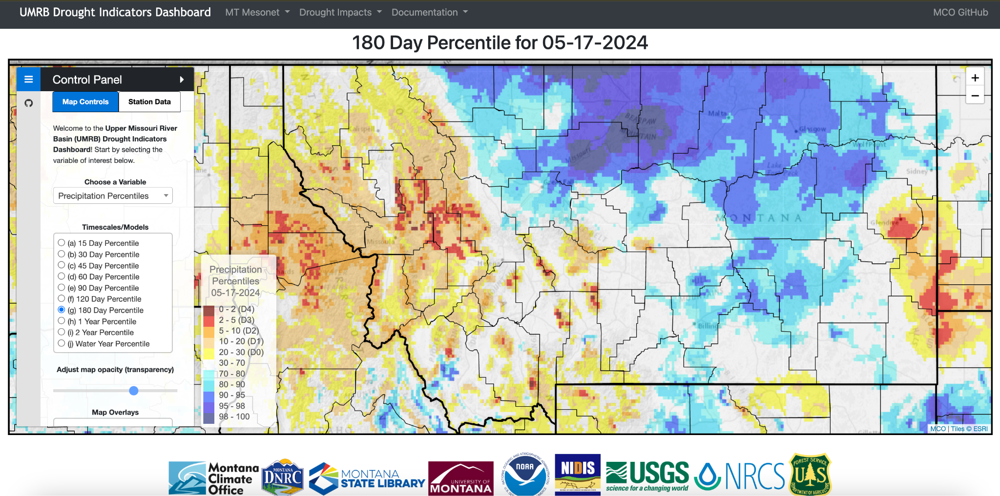 UMRB Drought Indicators Dashboard MT Mesonet Drought Impacts Documentation MCO GitHub
180 Day Percentile for 05-17-2024
Control Panel
Map Controls Station Data
Welcome to the Upper Missouri River
Basin (UMRB) Drought Indicators
Dashboard! Start by selecting the
variable of interest below.
Choose a Variable
Precipitation Percentiles
Timescales/Models
(a) 15 Day Percentile
(b) 30 Day Percentile
(c) 45 Day Percentile
(d) 60 Day Percentile
(e) 90 Day Percentile
(f) 120 Day Percentile
(g) 180 Day Percentile
(h) 1 Year Percentile
(i) 2 Year Percentile
(j) Water Year Percentile
Adjust map opacity (transparency)
Map Overlays
Precipitation
Percentiles
05-17-2024
0 - 2 (D4)
2 - 5 (D3)
5 - 10 (D2)
10 - 20 (D1)
20 - 30 (D0)
30 - 70
70 - 80
80 - 90
90 - 95
95 - 98
98 - 100
+
−
Kalispell
Missoula
Helena
Great Fall
Missouri
BEARPAW
MOUNTAIN
Malta
Glasgow
Wolf Point
Lake
Fort Peck
Sidney
MONTANA
Glendive
Billings
IDAHO
MCO | Tiles © ESRI
Montana
Climate
Office
MONTANA
DNRC
MONTANA
STATE LIBRARY
UNIVERSITY OF
MONTANA
NOAA
NIDIS
USGS
science for a changing world
NRCS
FOREST SERVICE
U S
DEPARTMENT OF AGRICULTURE